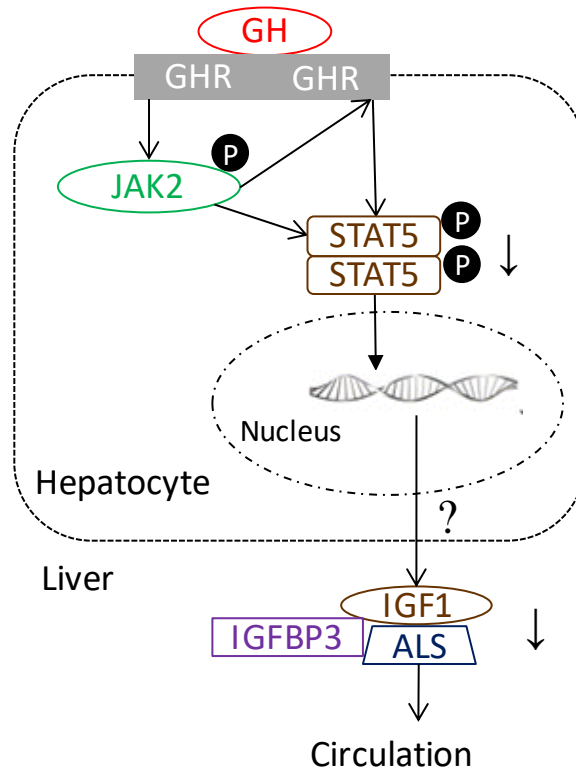 GH
GHR GHR
P
JAK2
P
STAT5
P
STAT5
Nucleus
Hepatocyte
?
Liver
IGF1
IGFBP3
ALS
Circulation